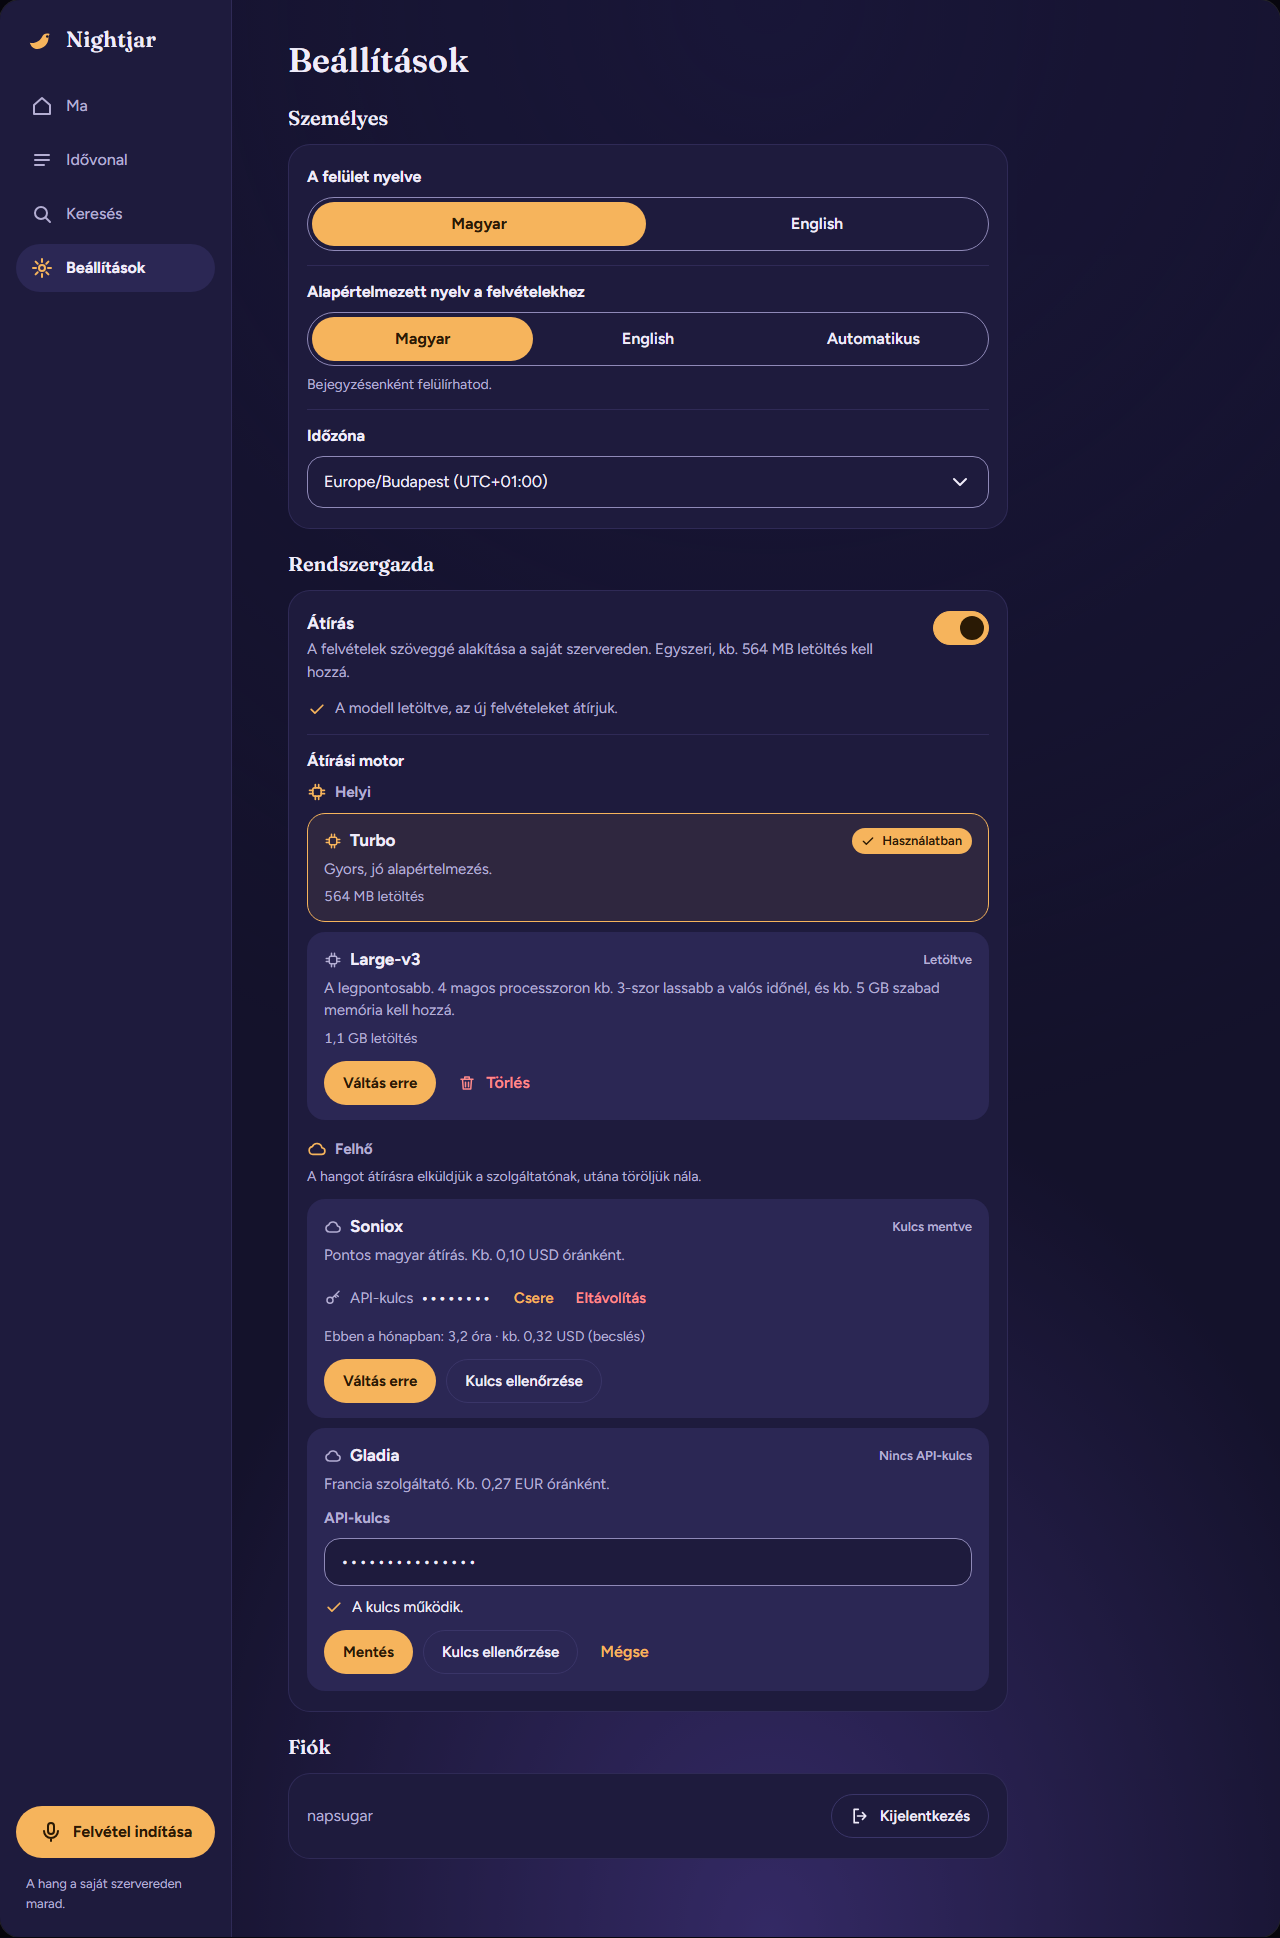 Nightjar
Ma
Idővonal
Keresés
Beállítások
Felvétel indítása
A hang a saját szervereden
marad.
Beállítások
Személyes
A felület nyelve
Magyar English
Alapértelmezett nyelv a felvételekhez
Magyar English Automatikus
Bejegyzésenként felülírhatod.
Időzóna
Europe/Budapest (UTC+01:00)
Rendszergazda
Átírás
A felvételek szöveggé alakítása a saját szervereden. Egyszeri, kb. 564 MB letöltés kell
hozzá.
A modell letöltve, az új felvételeket átírjuk.
Átírási motor
Helyi
Turbo Használatban
Gyors, jó alapértelmezés.
564 MB letöltés
Large-v3 Letöltve
A legpontosabb. 4 magos processzoron kb. 3-szor lassabb a valós időnél, és kb. 5 GB szabad
memória kell hozzá.
1,1 GB letöltés
Váltás erre Törlés
Felhő
A hangot átírásra elküldjük a szolgáltatónak, utána töröljük nála.
Soniox Kulcs mentve
Pontos magyar átírás. Kb. 0,10 USD óránként.
API-kulcs •••••••• Csere Eltávolítás
Ebben a hónapban: 3,2 óra · kb. 0,32 USD (becslés)
Váltás erre Kulcs ellenőrzése
Gladia Nincs API-kulcs
Francia szolgáltató. Kb. 0,27 EUR óránként.
API-kulcs
•••••••••••••••
A kulcs működik.
Mentés Kulcs ellenőrzése Mégse
Fiók
napsugar Kijelentkezés